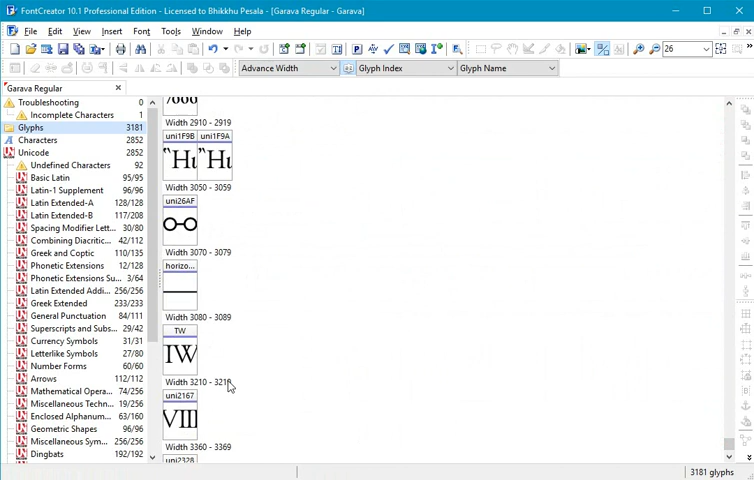 FontCreator 10.1 Professional Edition - Licensed to Bhikkhu Pesala - [Garava Regular - Garava]
File Edit View Insert Font Tools Window Help
26
Advance Width Glyph Index Glyph Name
Garava Regular
Troubleshooting 0
Incomplete Characters 1
Glyphs 3181
Characters 2852
Unicode 2852
Undefined Characters 92
Basic Latin 95/95
Latin-1 Supplement 96/96
Latin Extended-A 128/128
Latin Extended-B 117/208
Spacing Modifier Lett... 30/80
Combining Diacritic... 42/112
Greek and Coptic 110/135
Phonetic Extensions 12/128
Phonetic Extensions Su... 3/64
Latin Extended Addi... 256/256
Greek Extended 233/233
General Punctuation 84/111
Superscripts and Subs... 29/42
Currency Symbols 31/31
Letterlike Symbols 27/80
Number Forms 60/60
Arrows 112/112
Mathematical Opera... 74/256
Miscellaneous Techn... 19/256
Enclosed Alphanum... 63/160
Geometric Shapes 96/96
Miscellaneous Sym... 256/256
Dingbats 192/192
Width 2910 - 2919
uni1F9B uni1F9A
Width 3050 - 3059
uni26AF
Width 3070 - 3079
horizo...
Width 3080 - 3089
TW
Width 3210 - 3219
uni2167
VIII
Width 3360 - 3369
uni2328
3181 glyphs